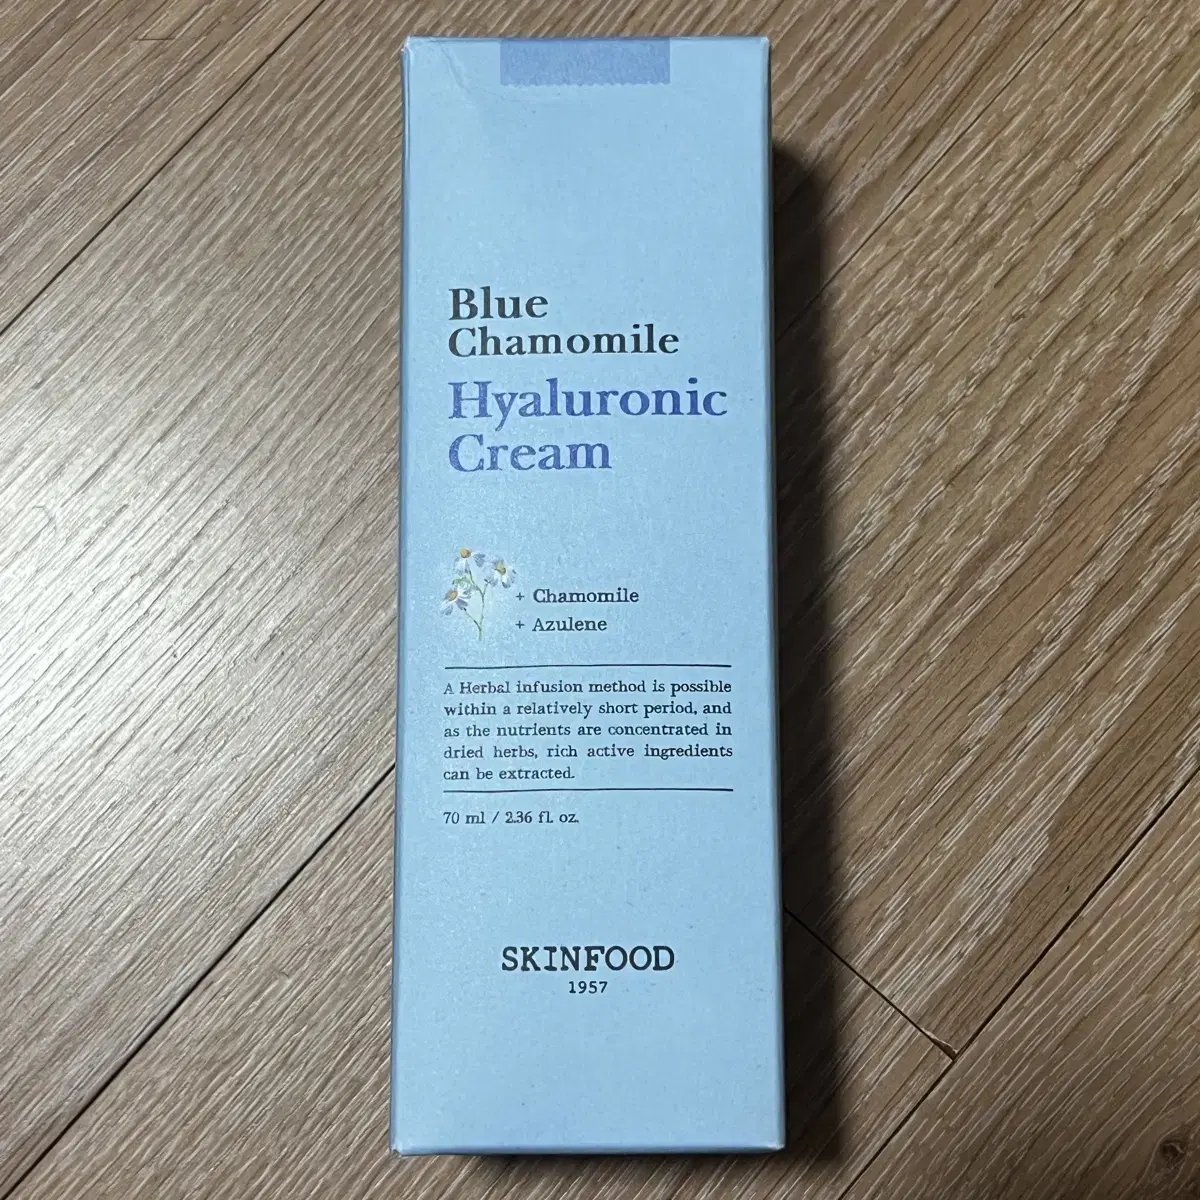 Blue
Chamomile
Hyaluronic
Cream
+ Chamomile
+ Azulene
A Herbal infusion method is possible
within a relatively short period, and
as the nutrients are concentrated in
dried herbs, rich active ingredients
can be extracted.
70 ml / 2.36 fl. oz.
SKINFOOD
1957